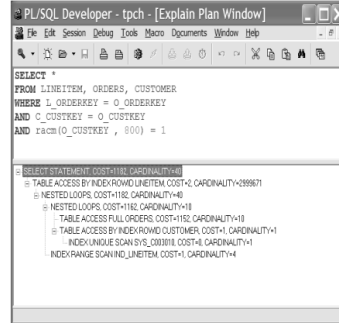 PL/SQL Developer - tpch - [Explain Plan Window]
File Edit Session Debug Tools Macro Documents Window Help
SELECT *
FROM LINEITEM, ORDERS, CUSTOMER
WHERE L_ORDERKEY = O_ORDERKEY
AND C_CUSTKEY = O_CUSTKEY
AND racm(O_CUSTKEY , 800) = 1
SELECT STATEMENT, COST=1182, CARDINALITY=40
TABLE ACCESS BY INDEX ROWID LINEITEM, COST=2, CARDINALITY=2999671
NESTED LOOPS, COST=1182, CARDINALITY=40
NESTED LOOPS, COST=1162, CARDINALITY=10
TABLE ACCESS FULL ORDERS, COST=1152, CARDINALITY=10
TABLE ACCESS BY INDEX ROWID CUSTOMER, COST=1, CARDINALITY=1
INDEX UNIQUE SCAN SYS_C003010, COST=0, CARDINALITY=1
INDEX RANGE SCAN IND_LINEITEM, COST=1, CARDINALITY=4